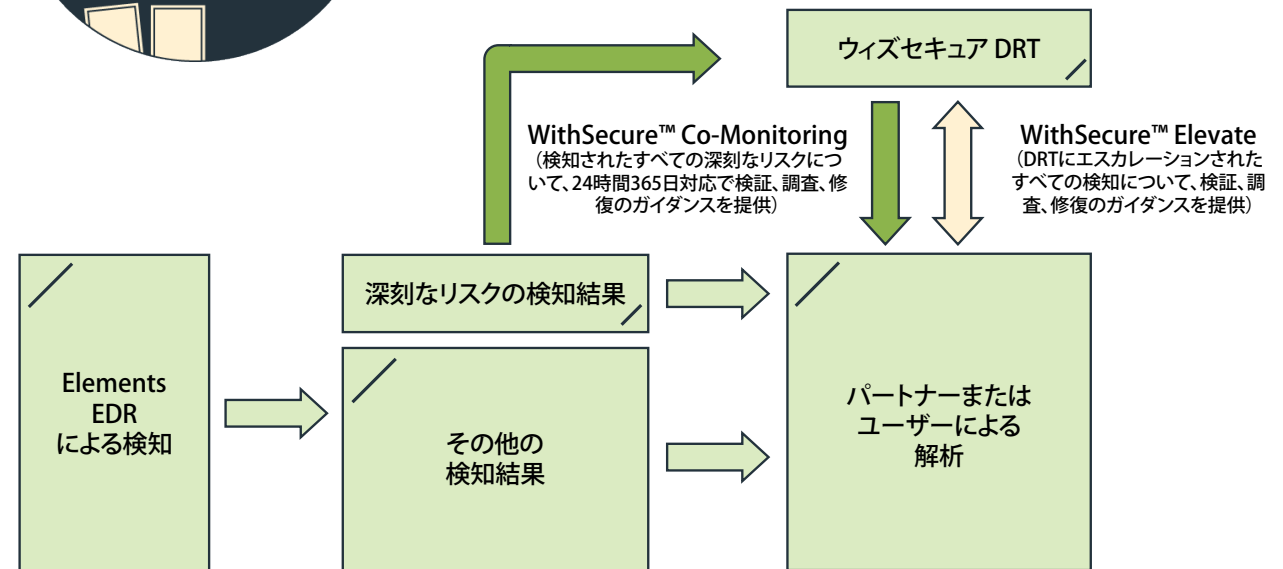 ウィズセキュア DRT
WithSecure™ Co-Monitoring
（検知されたすべての深刻なリスクにつ
いて、24時間365日対応で検証、調査、修
復のガイダンスを提供）
WithSecure™ Elevate
（DRTにエスカレーションされた
すべての検知について、検証、調
査、修復のガイダンスを提供）
Elements
EDR
による検知
深刻なリスクの検知結果
その他の
検知結果
パートナーまたは
ユーザーによる
解析